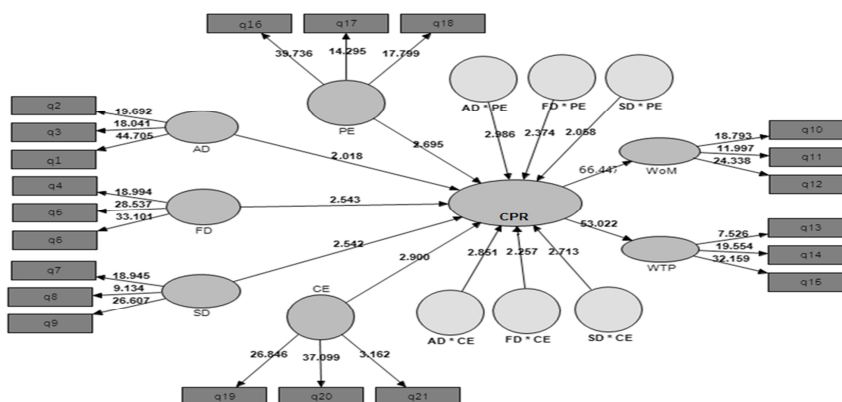 q16
q17
q18
39.736
14.295
17.799
PE
AD * PE
FD * PE
SD * PE
q2
q3
q1
19.692
18.041
44.705
AD
2.018
2.695
2.986
2.374
2.058
q4
q5
q6
18.994
28.537
33.101
FD
2.543
CPR
66.447
WoM
18.793
11.997
24.338
q10
q11
q12
53.022
WTP
7.526
19.554
32.159
q13
q14
q15
q7
q8
q9
18.945
9.134
26.607
SD
2.542
2.900
CE
2.851
2.257
2.713
AD * CE
FD * CE
SD * CE
26.846
37.099
3.162
q19
q20
q21